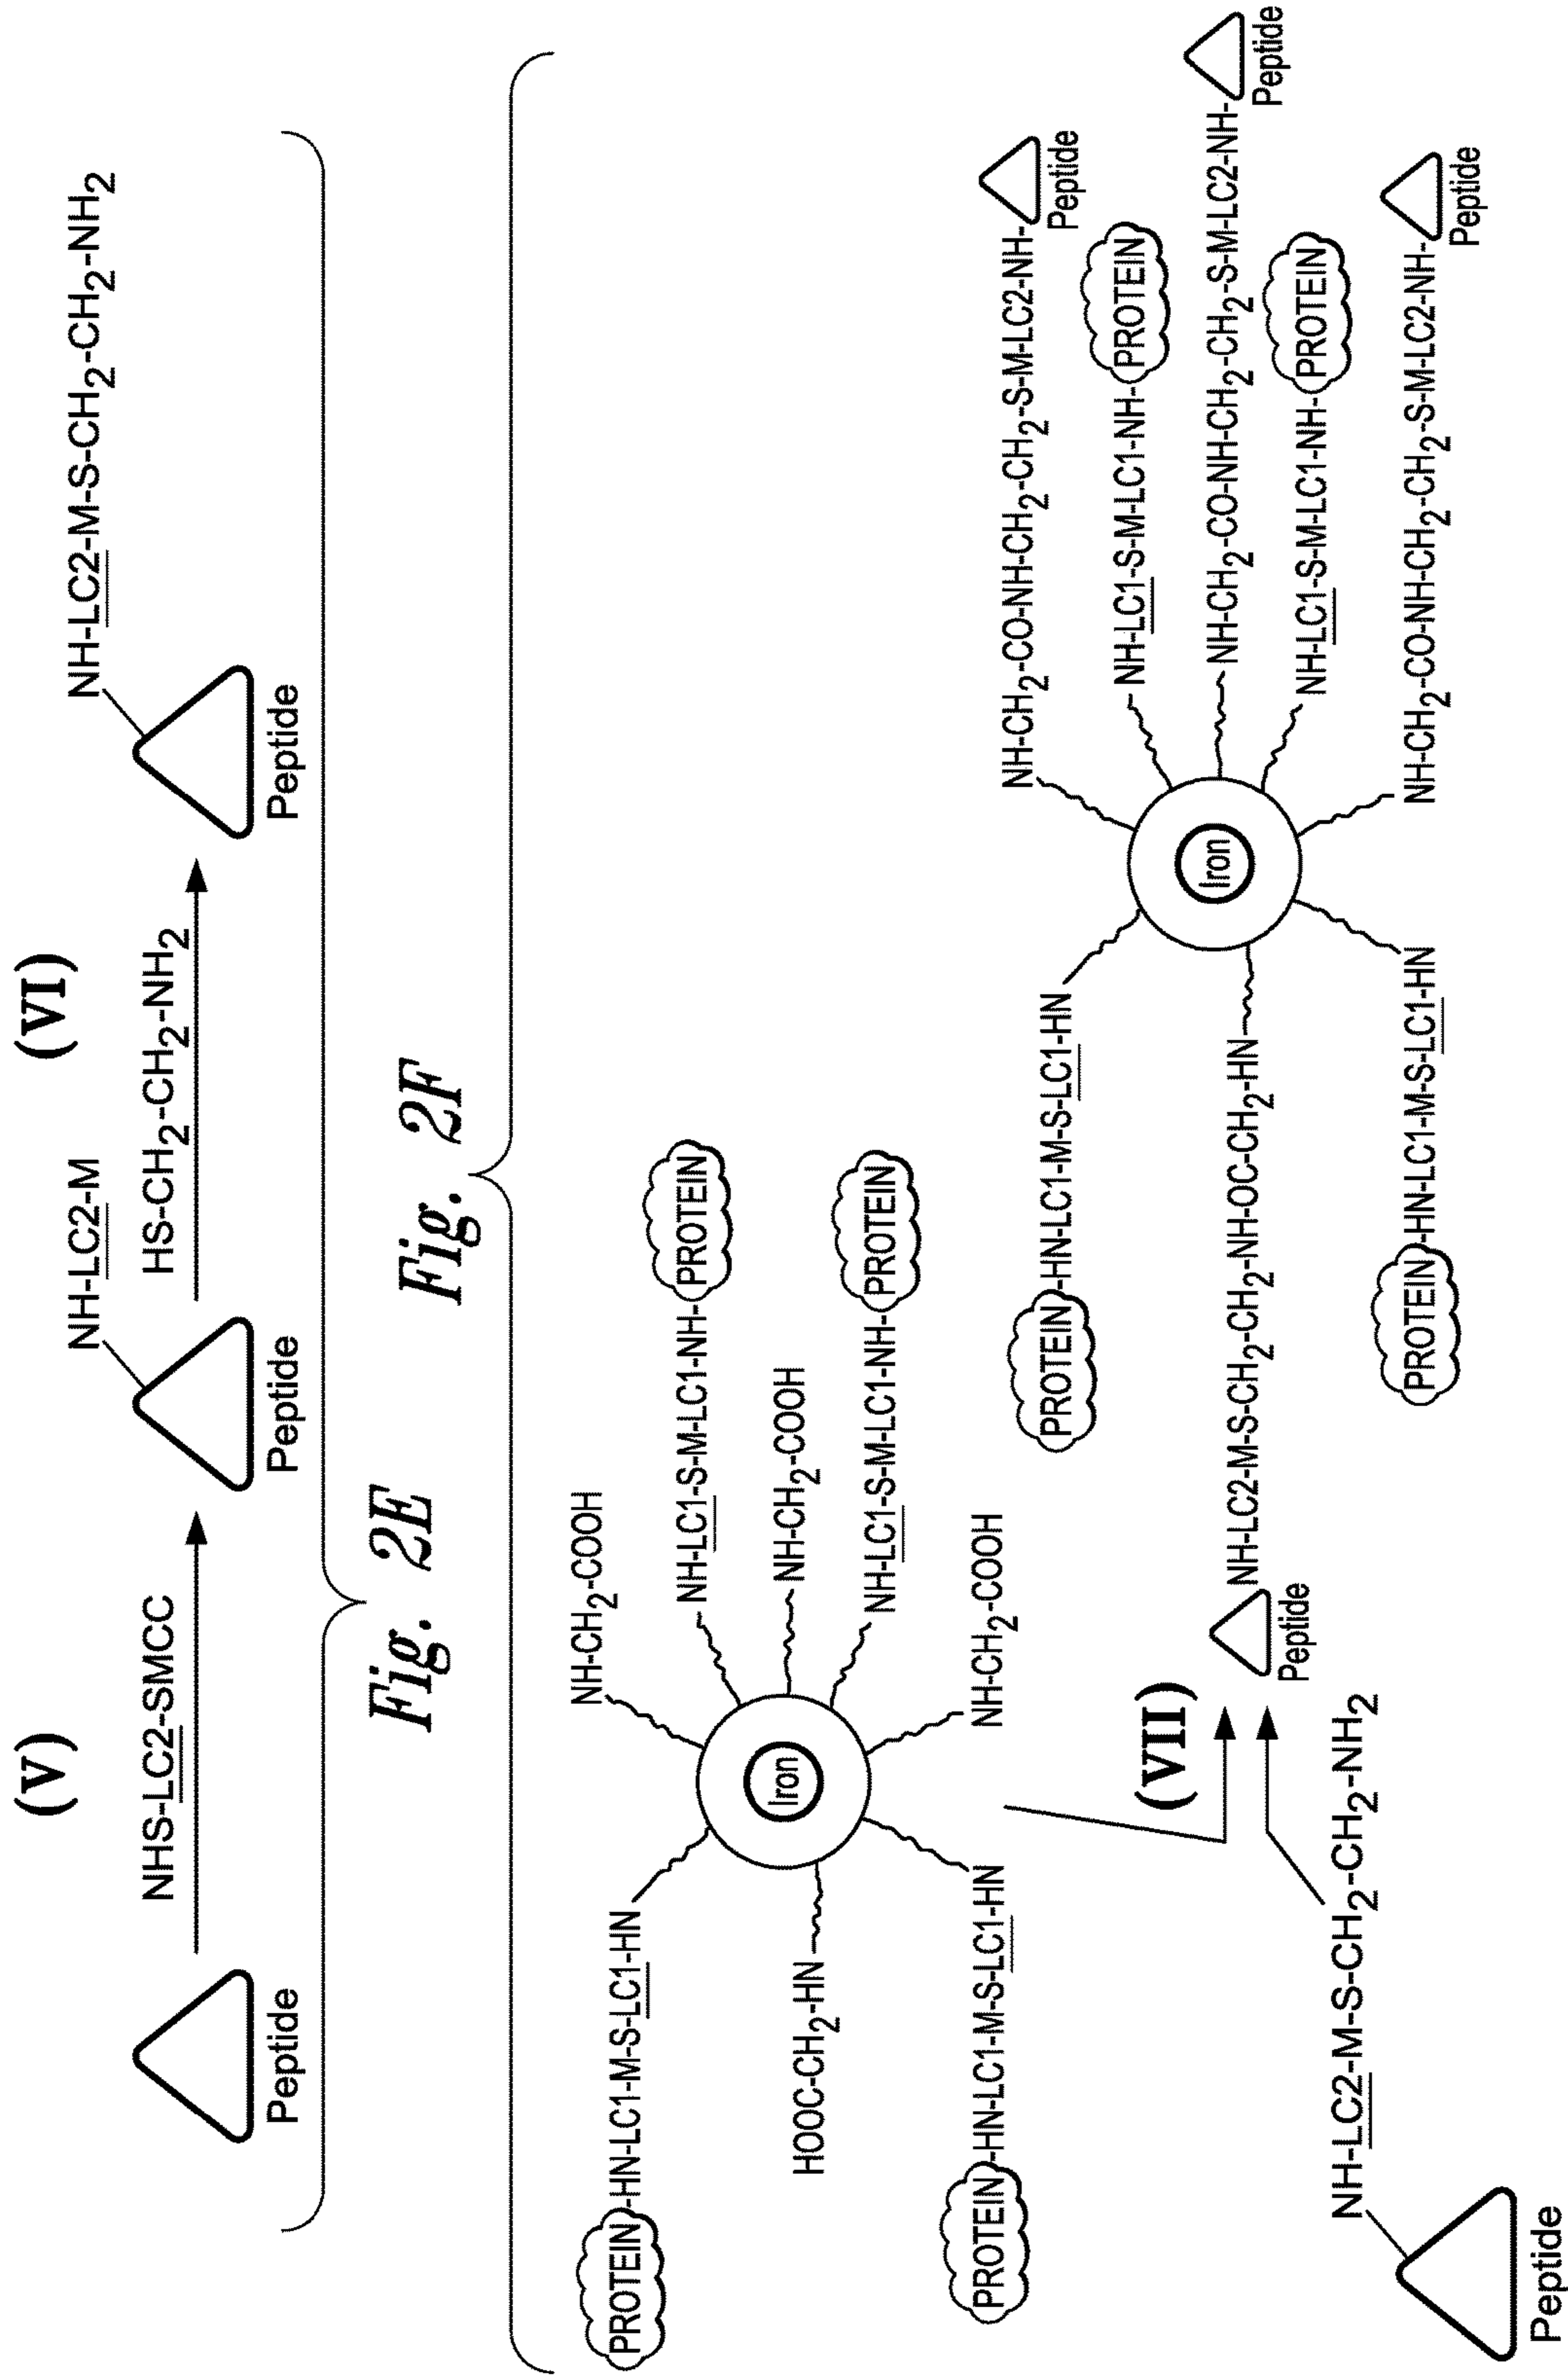 (V)
(VI)
NHS-LC2-SMCC
NH-LC2-M
HS-CH2-CH2-NH2
NH-LC2-M-S-CH2-CH2-NH2
Peptide
Peptide
Peptide
Fig. 2E
Fig. 2F
NH-CH2-COOH
PROTEIN-HN-LC1-M-S-LC1-HN
NH-LC1-S-M-LC1-NH-PROTEIN
Iron
NH-CH2-COOH
HOOC-CH2-HN
NH-LC1-S-M-LC1-NH-PROTEIN
PROTEIN-HN-LC1-M-S-LC1-HN
NH-CH2-COOH
(VII)
NH-LC2-M-S-CH2-CH2-NH2
Peptide
NH-CH2-CO-NH-CH2-CH2-S-M-LC2-NH-
Peptide
PROTEIN-HN-LC1-M-S-LC1-HN
NH-LC1-S-M-LC1-NH-PROTEIN
Iron
NH-CH2-CO-NH-CH2-CH2-S-M-LC2-NH-
Peptide
NH-LC2-M-S-CH2-CH2-NH-OC-CH2-HN
Peptide
NH-LC1-S-M-LC1-NH-PROTEIN
PROTEIN-HN-LC1-M-S-LC1-HN
NH-CH2-CO-NH-CH2-CH2-S-M-LC2-NH-
Peptide